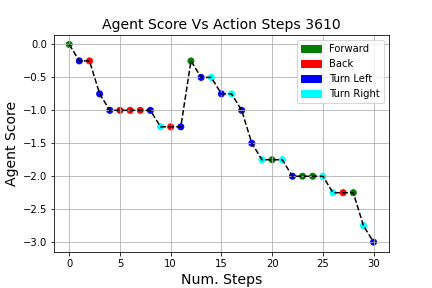 Agent Score Vs Action Steps 3610
Forward
Back
Turn Left
Turn Right
Agent Score
0.0
−0.5
−1.0
−1.5
−2.0
−2.5
−3.0
0 5 10 15 20 25 30
Num. Steps